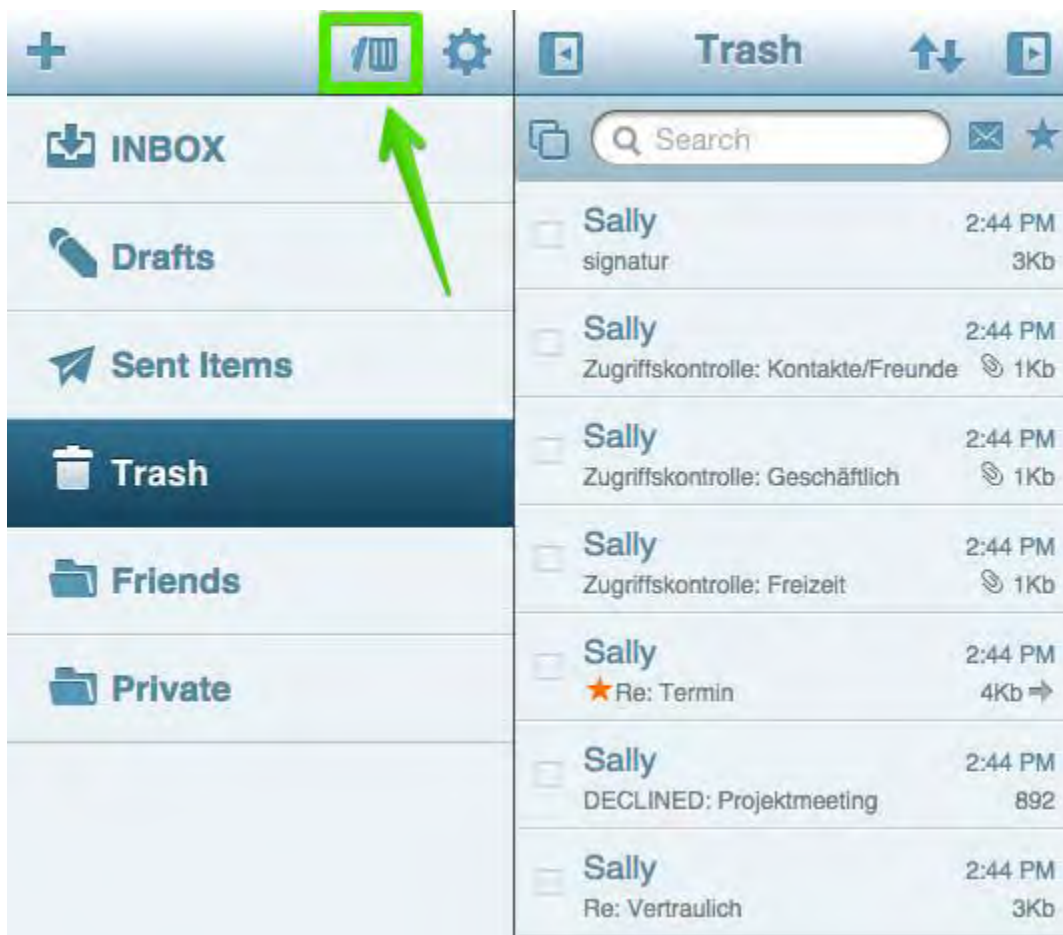 INBOX
Drafts
Sent Items
Trash
Friends
Private
Trash
Search
Sally 2:44 PM
signatur 3Kb
Sally 2:44 PM
Zugriffskontrolle: Kontakte/Freunde 1Kb
Sally 2:44 PM
Zugriffskontrolle: Geschäftlich 1Kb
Sally 2:44 PM
Zugriffskontrolle: Freizeit 1Kb
Sally 2:44 PM
Re: Termin 4Kb
Sally 2:44 PM
DECLINED: Projektmeeting 892
Sally 2:44 PM
Re: Vertraulich 3Kb